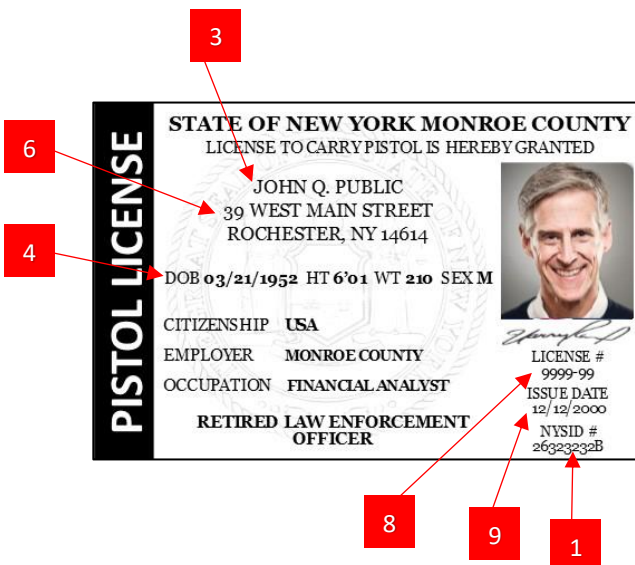 3
STATE OF NEW YORK MONROE COUNTY
LICENSE TO CARRY PISTOL IS HEREBY GRANTED
6
JOHN Q. PUBLIC
39 WEST MAIN STREET
ROCHESTER, NY 14614
4
DOB 03/21/1952 HT 6'01 WT 210 SEX M
PISTOL LICENSE
CITIZENSHIP USA
EMPLOYER MONROE COUNTY
OCCUPATION FINANCIAL ANALYST
RETIRED LAW ENFORCEMENT
OFFICER
LICENSE #
9999-99
ISSUE DATE
12/12/2000
NYSID #
26323232B
8
9
1